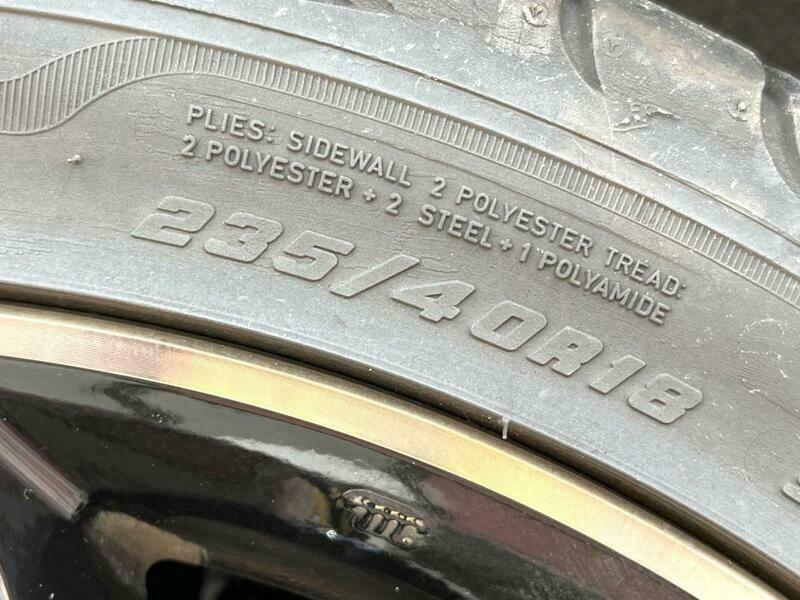 PLIES: SIDEWALL 2 POLYESTER TREAD:
2 POLYESTER + 2 STEEL + 1 POLYAMIDE
235/40R18